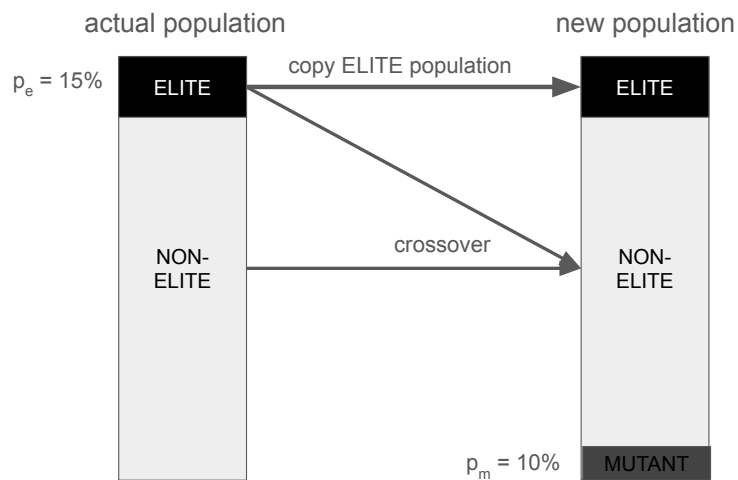 actual population
new population
p_e = 15%
ELITE
copy ELITE population
ELITE
crossover
NON-
ELITE
NON-
ELITE
p_m = 10%
MUTANT